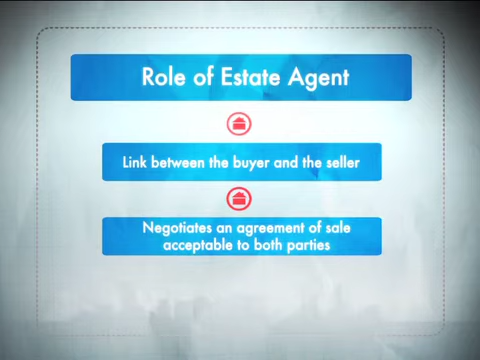 Role of Estate Agent
Link between the buyer and the seller
Negotiates an agreement of sale
acceptable to both parties